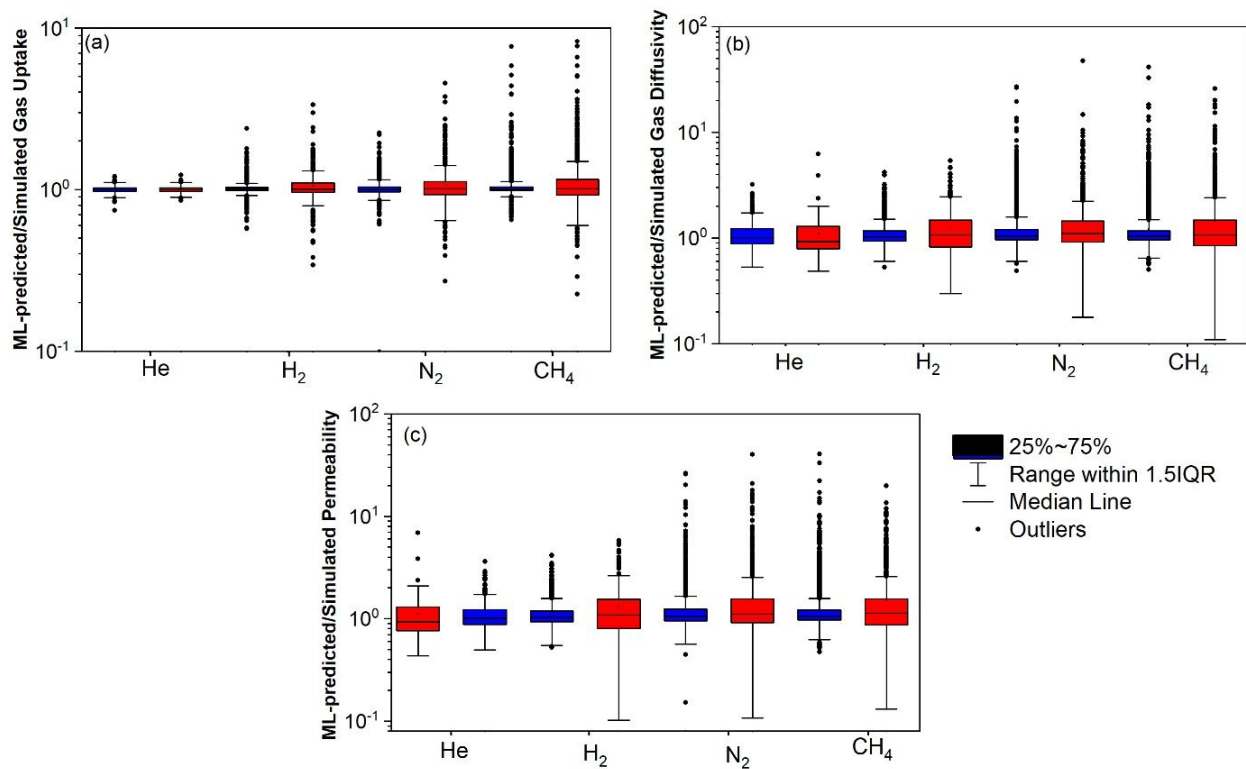 (a)
ML-predicted/Simulated Gas Uptake
10¹
10⁰
10⁻¹
He
H₂
N₂
CH₄
(b)
ML-predicted/Simulated Gas Diffusivity
10²
10¹
10⁰
10⁻¹
He
H₂
N₂
CH₄
(c)
ML-predicted/Simulated Permeability
10²
10¹
10⁰
10⁻¹
He
H₂
N₂
CH₄
25%~75%
Range within 1.5IQR
Median Line
Outliers